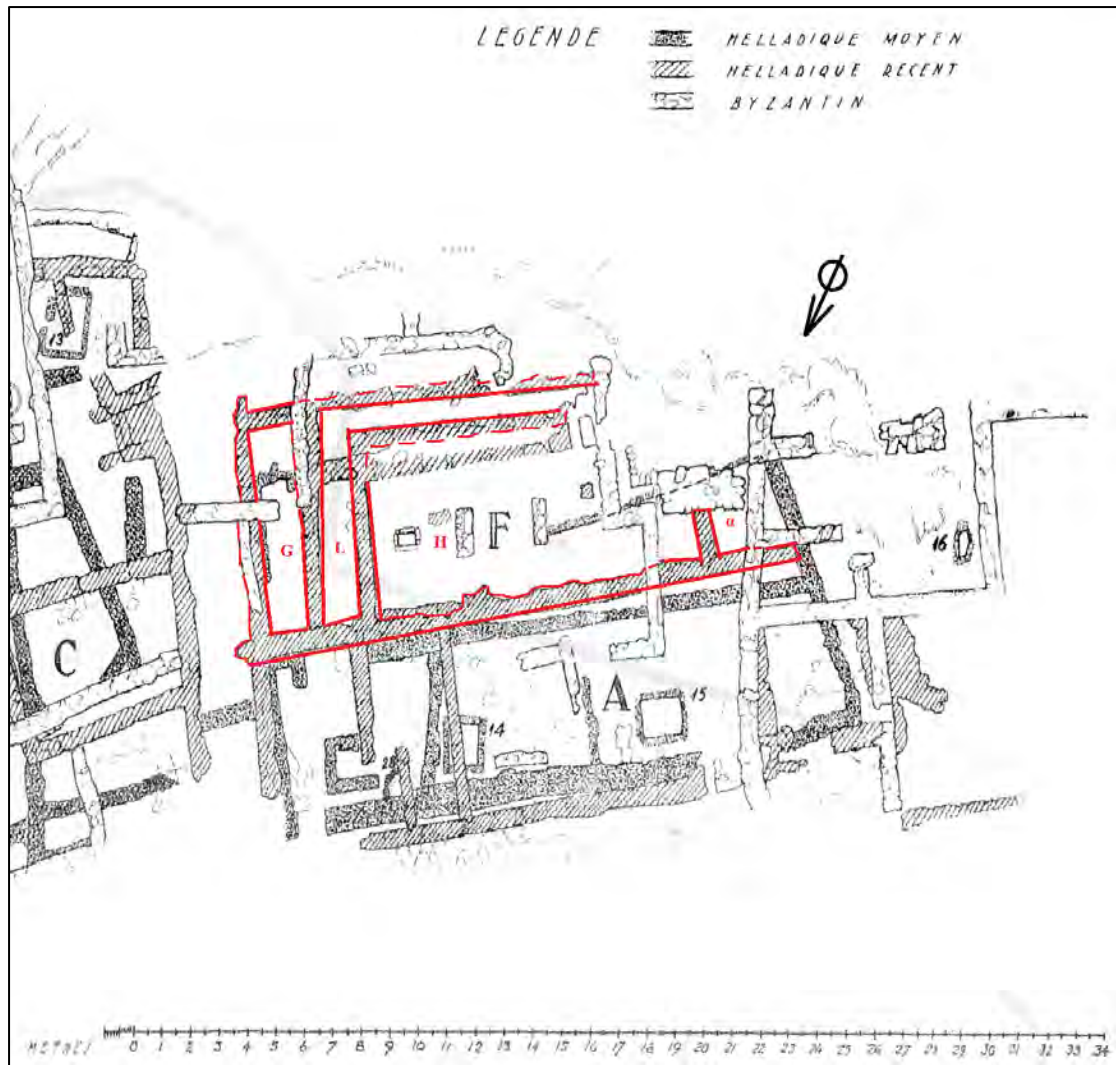 LEGENDE
HELLADIQUE MOYEN
HELLADIQUE RECENT
BYZANTIN
13
F
G
L
H
α
16
C
A
15
14
METRES 0 1 2 3 4 5 6 7 8 9 10 11 12 13 14 15 16 17 18 19 20 21 22 23 24 25 26 27 28 29 30 31 32 33 34